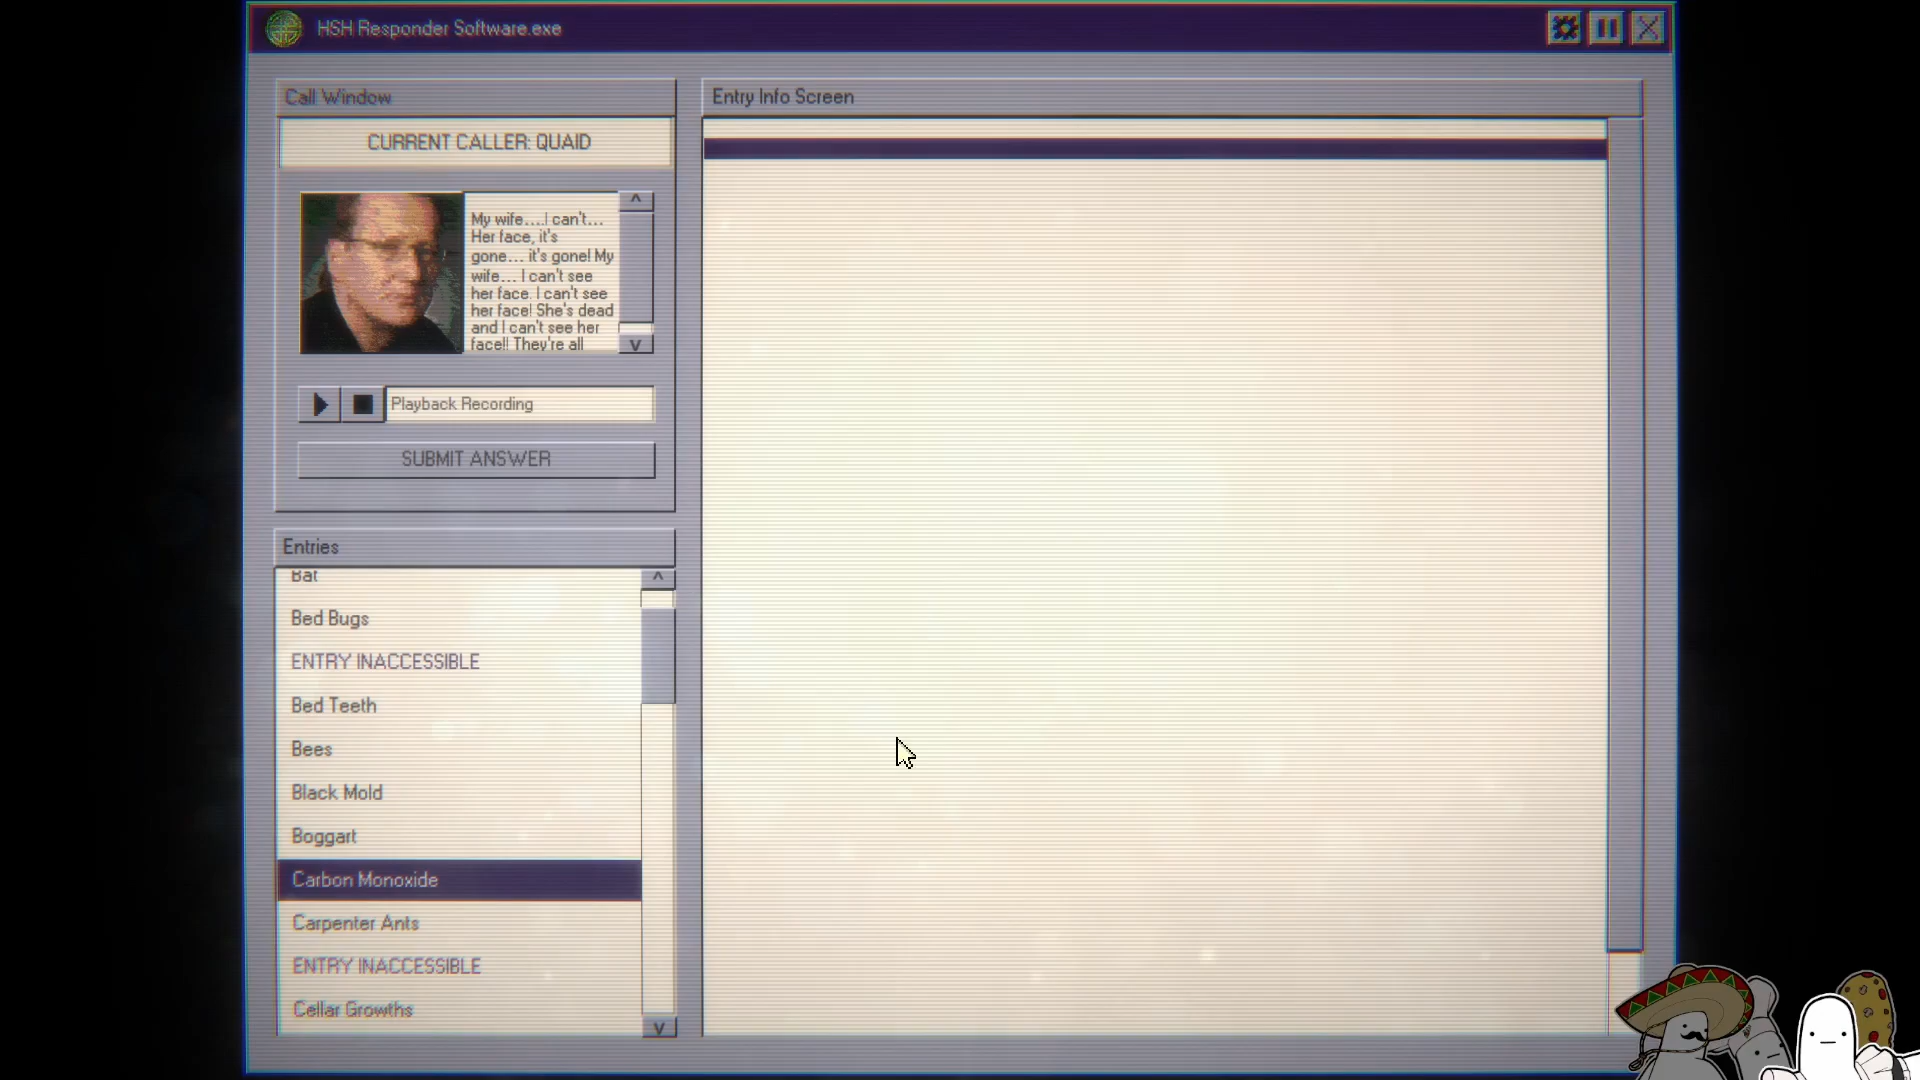 HSH Responder Software.exe
Call Window
CURRENT CALLER: QUAID
My wife....I can't...
Her face, it's
gone... it's gone! My
wife... I can't see
her face. I can't see
her face! She's dead
and I can't see her
face!! They're all
Playback Recording
SUBMIT ANSWER
Entries
Bat
Bed Bugs
ENTRY INACCESSIBLE
Bed Teeth
Bees
Black Mold
Boggart
Carbon Monoxide
Carpenter Ants
ENTRY INACCESSIBLE
Cellar Growths
Entry Info Screen